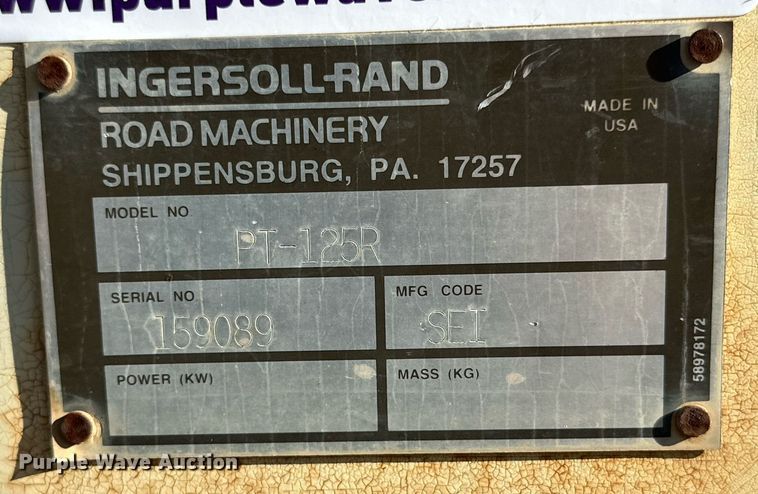 INGERSOLL-RAND
ROAD MACHINERY
SHIPPENSBURG, PA. 17257
MADE IN
USA
MODEL NO
PT-125R
SERIAL NO
159089
MFG CODE
SEI
POWER (KW)
MASS (KG)
58978172
Purple Wave Auction